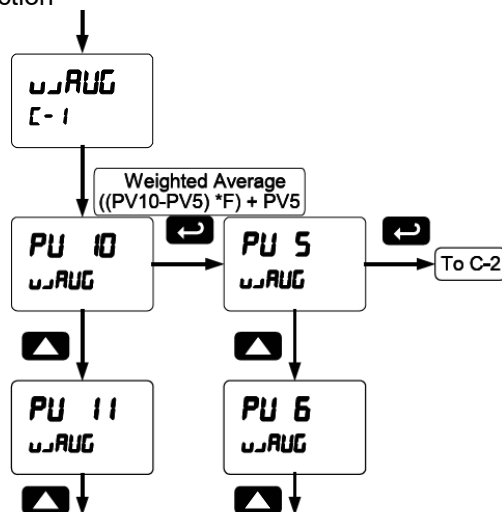 ction
wAVG
C-1
Weighted Average
((PV10-PV5) *F) + PV5
PV 10
wAVG
PV 5
wAVG
To C-2
PV 11
wAVG
PV 6
wAVG